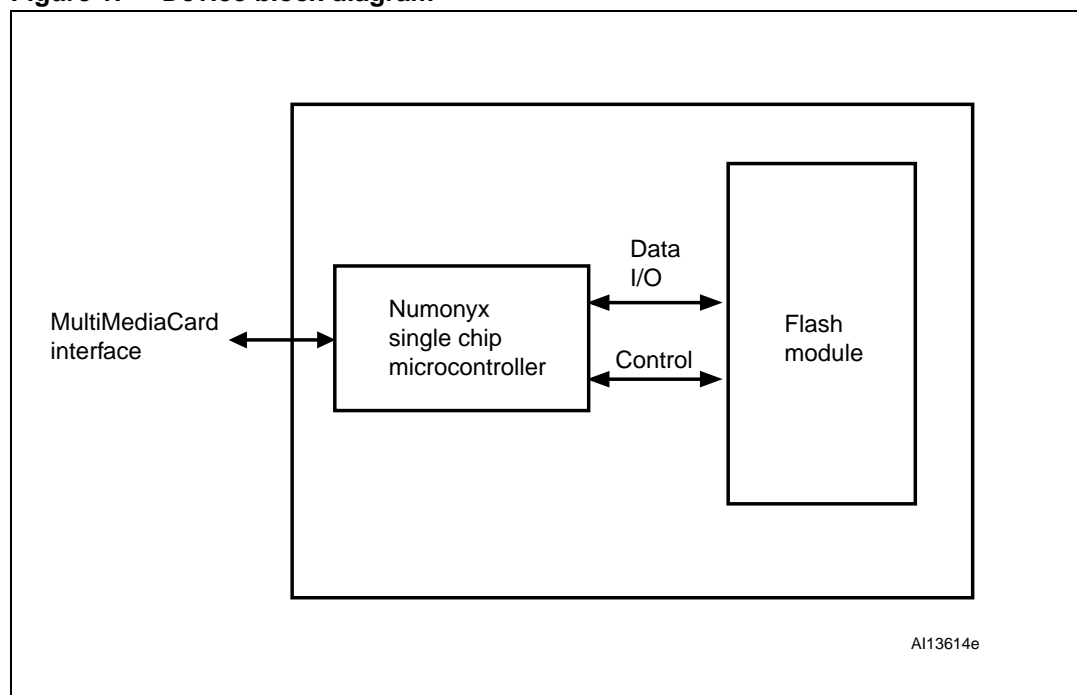 Figure 1. Device block diagram
Data
I/O
Numonyx
single chip
microcontroller
MultiMediaCard
interface
Control
Flash
module
AI13614e